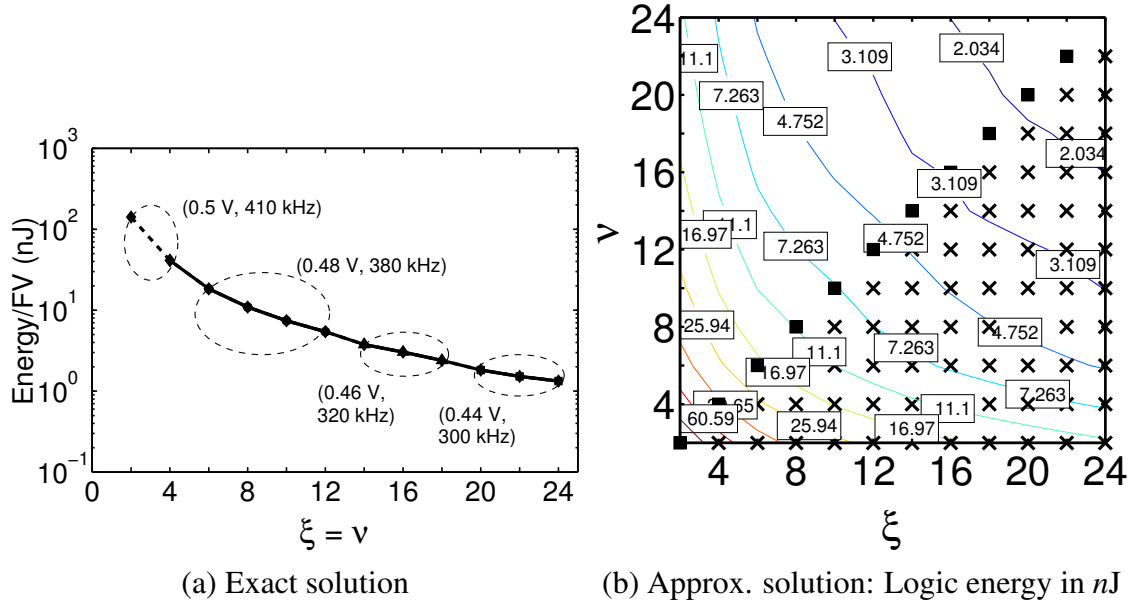 10^3
10^2
10^1
10^0
10^-1
Energy/FV (nJ)
(0.5 V, 410 kHz)
(0.48 V, 380 kHz)
(0.46 V,
320 kHz)
(0.44 V,
300 kHz)
0 4 8 12 16 20 24
ξ = ν
(a) Exact solution
24
20
16
12
8
4
ν
2.034
11.1
3.109
7.263
4.752
2.034
3.109
11.1
16.97
4.752
7.263
3.109
25.94
4.752
11.1
7.263
16.97
7.263
60.59
11.1
25.94
16.97
4 8 12 16 20 24
ξ
(b) Approx. solution: Logic energy in nJ